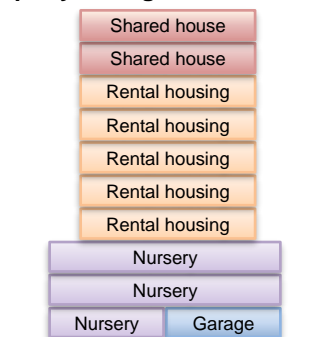 Shared house
Shared house
Rental housing
Rental housing
Rental housing
Rental housing
Rental housing
Nursery
Nursery
Nursery Garage